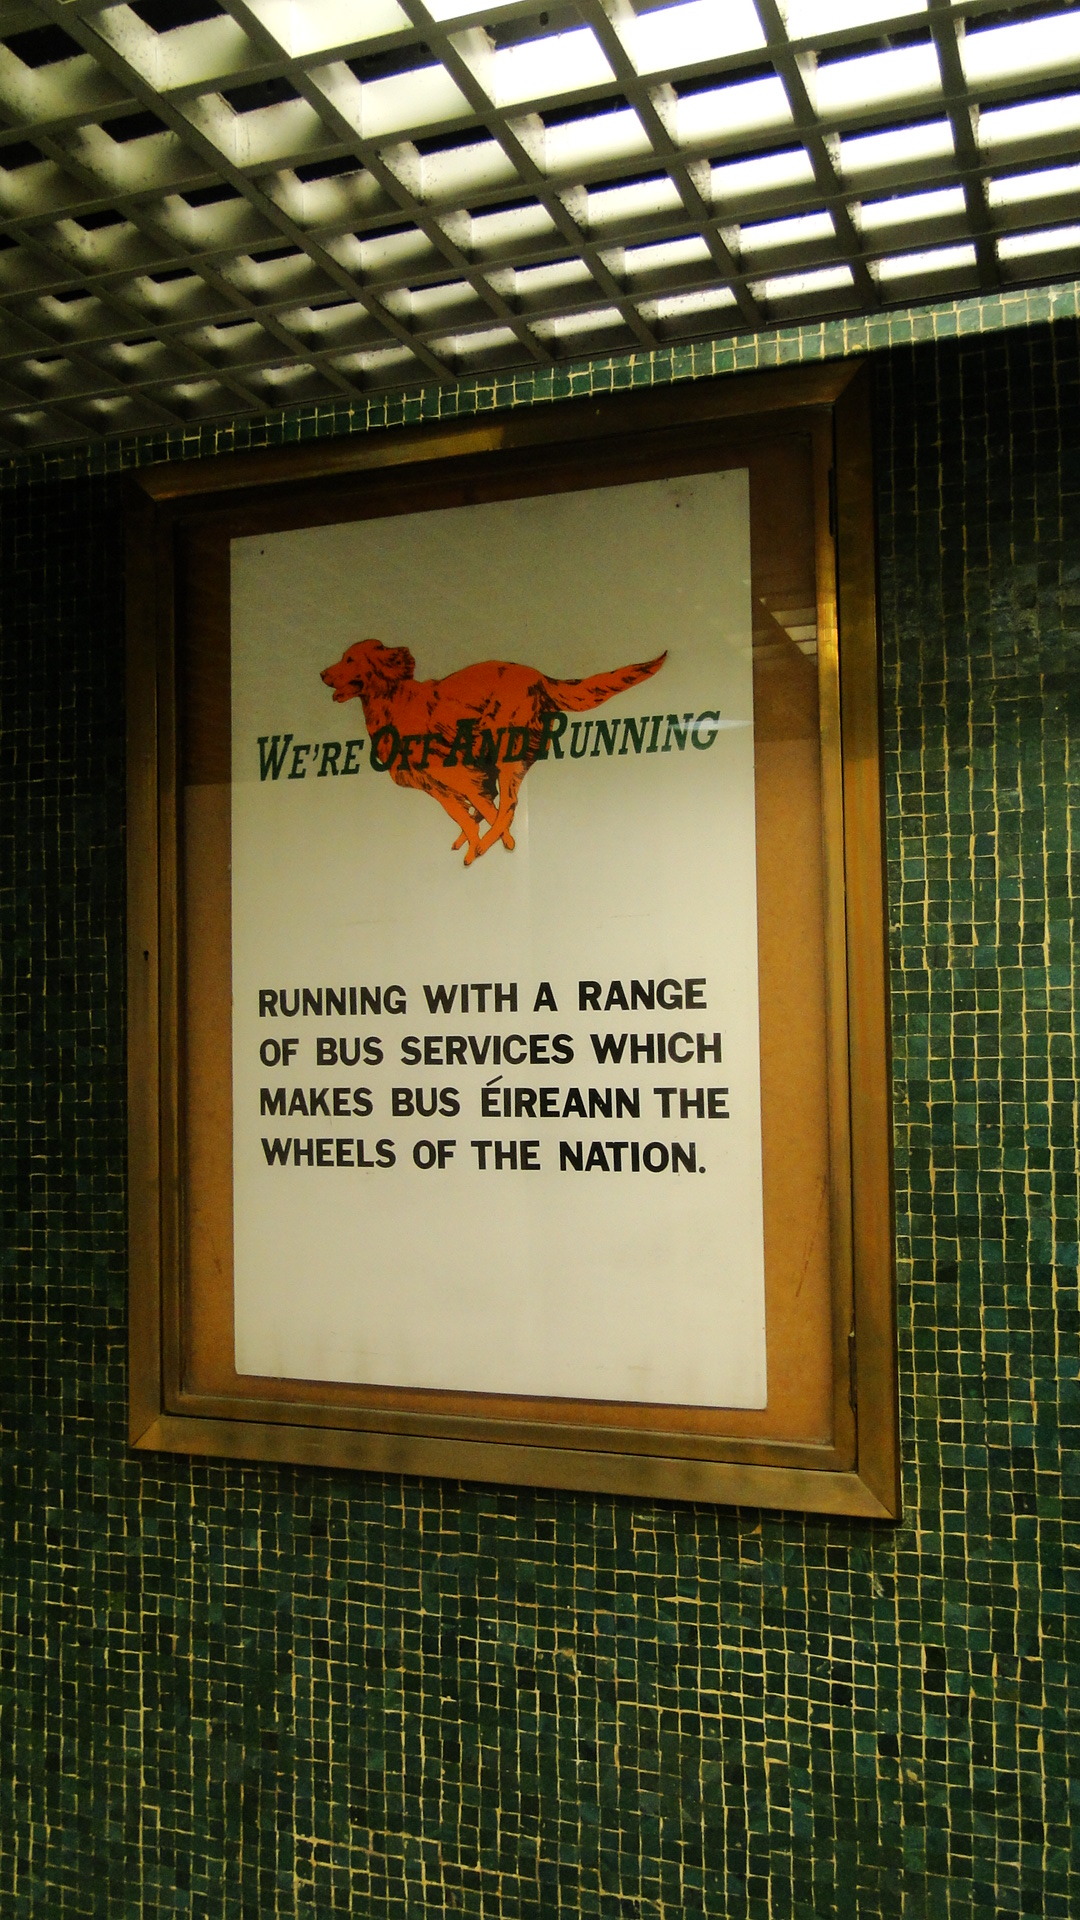 WE'RE OFF AND RUNNING
RUNNING WITH A RANGE
OF BUS SERVICES WHICH
MAKES BUS ÉIREANN THE
WHEELS OF THE NATION.